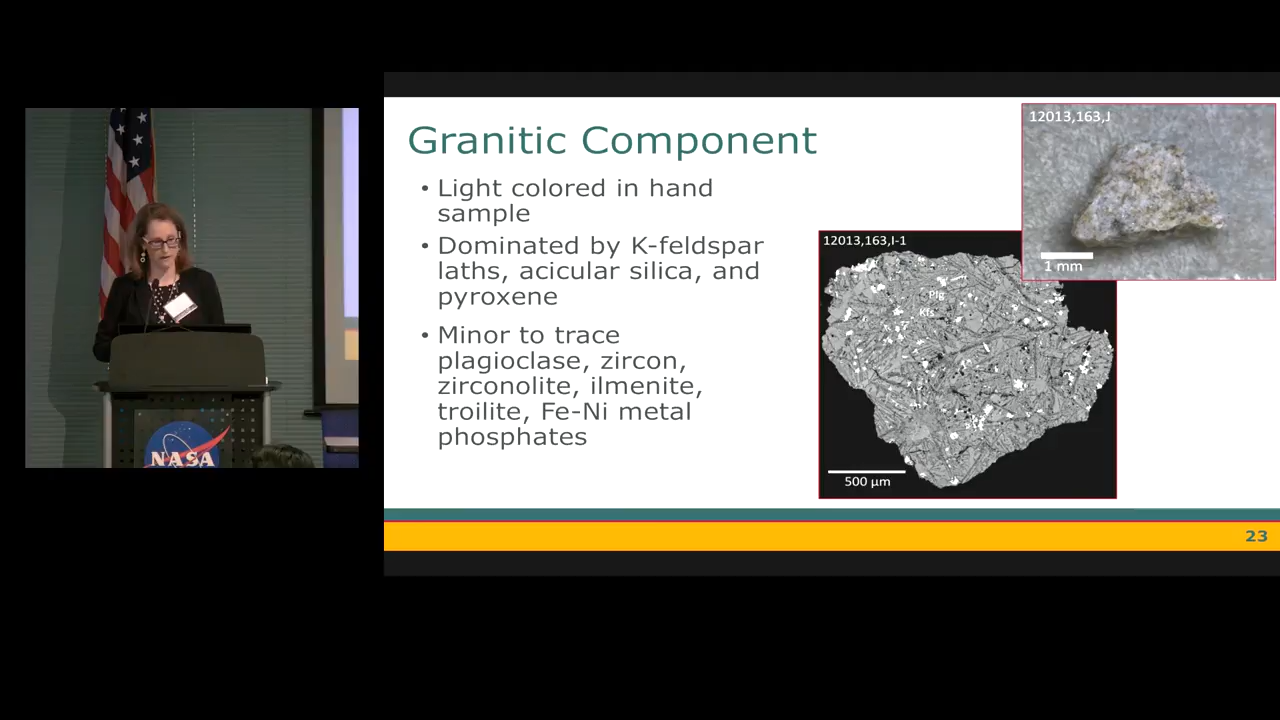 Granitic Component
• Light colored in hand
sample
• Dominated by K-feldspar
laths, acicular silica, and
pyroxene
• Minor to trace
plagioclase, zircon,
zirconolite, ilmenite,
troilite, Fe-Ni metal
phosphates
12013,163,J
1 mm
12013,163,I-1
Plg
Kfs
500 µm
23
NASA